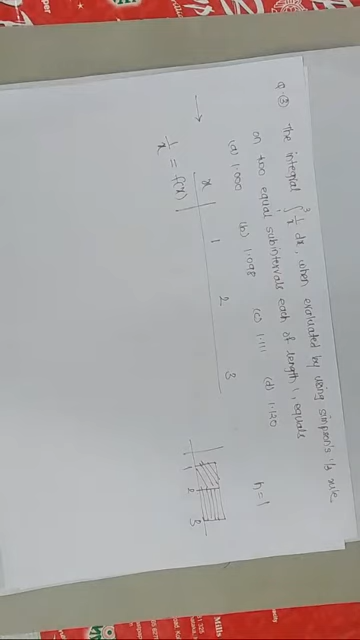 Q.③ The integral ∫₁³ 1/x dx, when evaluated by using simpson's 1/3 rule
on two equal subintervals each of length 1, equals
(a) 1.000 (b) 1.098 (c) 1.111 (d) 1.120
→ h=1
x 1 2 3
1/x = f(x)
1 2 3
Mills